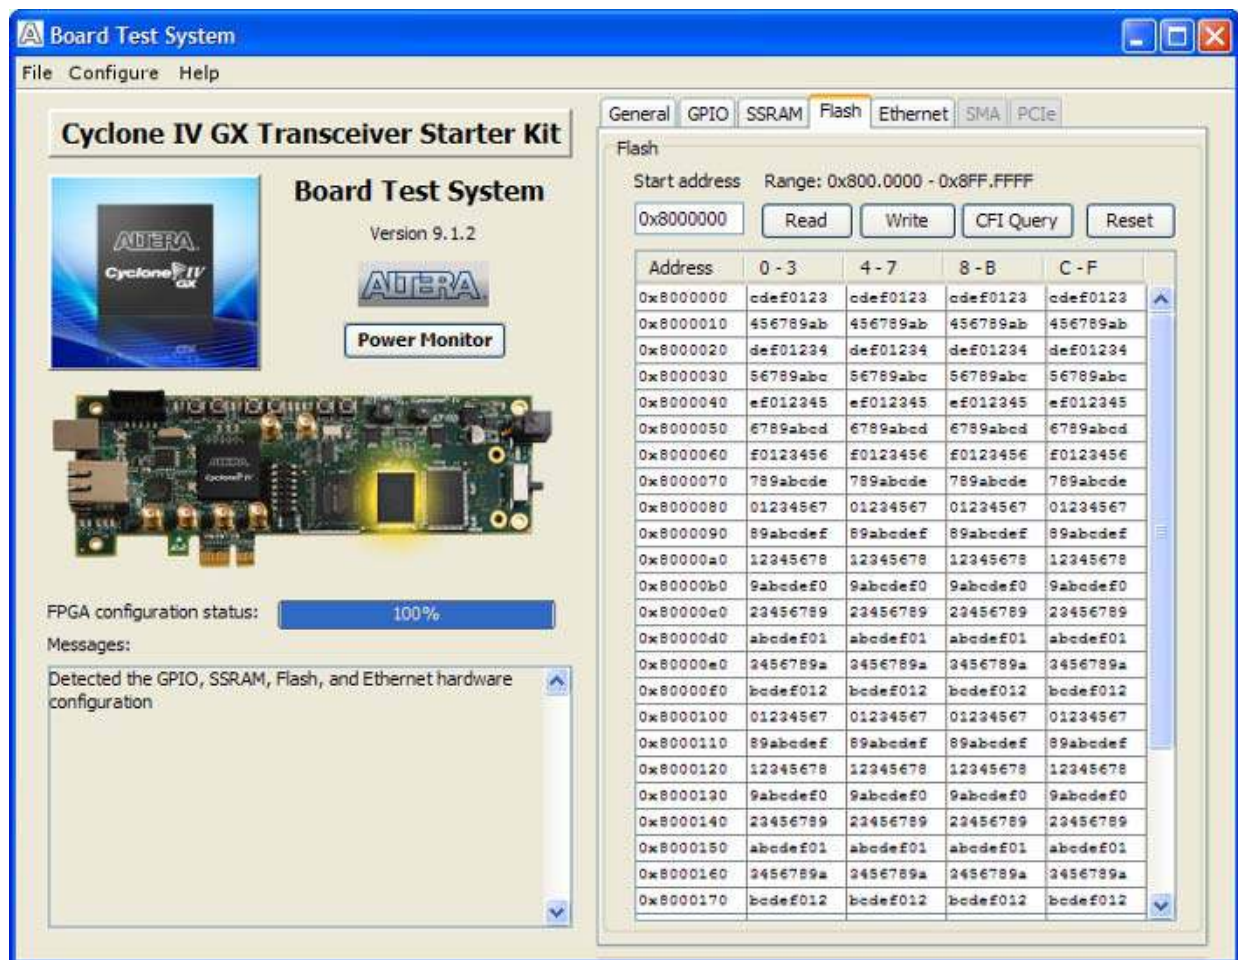 Board Test System
File Configure Help
Cyclone IV GX Transceiver Starter Kit
ALTERA.
Cyclone IV
GX
Board Test System
Version 9.1.2
ALTERA.
Power Monitor
ALTERA
Cyclone IV
FPGA configuration status: 100%
Messages:
Detected the GPIO, SSRAM, Flash, and Ethernet hardware
configuration
General GPIO SSRAM Flash Ethernet SMA PCIe
Flash
Start address Range: 0x800.0000 - 0x8FF.FFFF
0x8000000 Read Write CFI Query Reset
Address 0 - 3 4 - 7 8 - B C - F
0x8000000 cdef0123 cdef0123 cdef0123 cdef0123
0x8000010 456789ab 456789ab 456789ab 456789ab
0x8000020 def01234 def01234 def01234 def01234
0x8000030 56789abc 56789abc 56789abc 56789abc
0x8000040 ef012345 ef012345 ef012345 ef012345
0x8000050 6789abcd 6789abcd 6789abcd 6789abcd
0x8000060 f0123456 f0123456 f0123456 f0123456
0x8000070 789abcde 789abcde 789abcde 789abcde
0x8000080 01234567 01234567 01234567 01234567
0x8000090 89abcdef 89abcdef 89abcdef 89abcdef
0x80000a0 12345678 12345678 12345678 12345678
0x80000b0 9abcdef0 9abcdef0 9abcdef0 9abcdef0
0x80000c0 23456789 23456789 23456789 23456789
0x80000d0 abcdef01 abcdef01 abcdef01 abcdef01
0x80000e0 3456789a 3456789a 3456789a 3456789a
0x80000f0 bcdef012 bcdef012 bcdef012 bcdef012
0x8000100 01234567 01234567 01234567 01234567
0x8000110 89abcdef 89abcdef 89abcdef 89abcdef
0x8000120 12345678 12345678 12345678 12345678
0x8000130 9abcdef0 9abcdef0 9abcdef0 9abcdef0
0x8000140 23456789 23456789 23456789 23456789
0x8000150 abcdef01 abcdef01 abcdef01 abcdef01
0x8000160 3456789a 3456789a 3456789a 3456789a
0x8000170 bcdef012 bcdef012 bcdef012 bcdef012